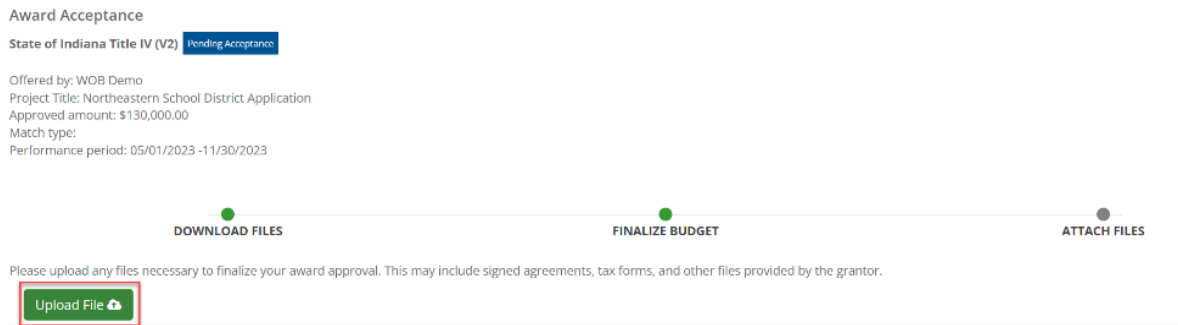 Award Acceptance
State of Indiana Title IV (V2) Pending Acceptance
Offered by: WOB Demo
Project Title: Northeastern School District Application
Approved amount: $130,000.00
Match type:
Performance period: 05/01/2023 -11/30/2023
DOWNLOAD FILES FINALIZE BUDGET ATTACH FILES
Please upload any files necessary to finalize your award approval. This may include signed agreements, tax forms, and other files provided by the grantor.
Upload File